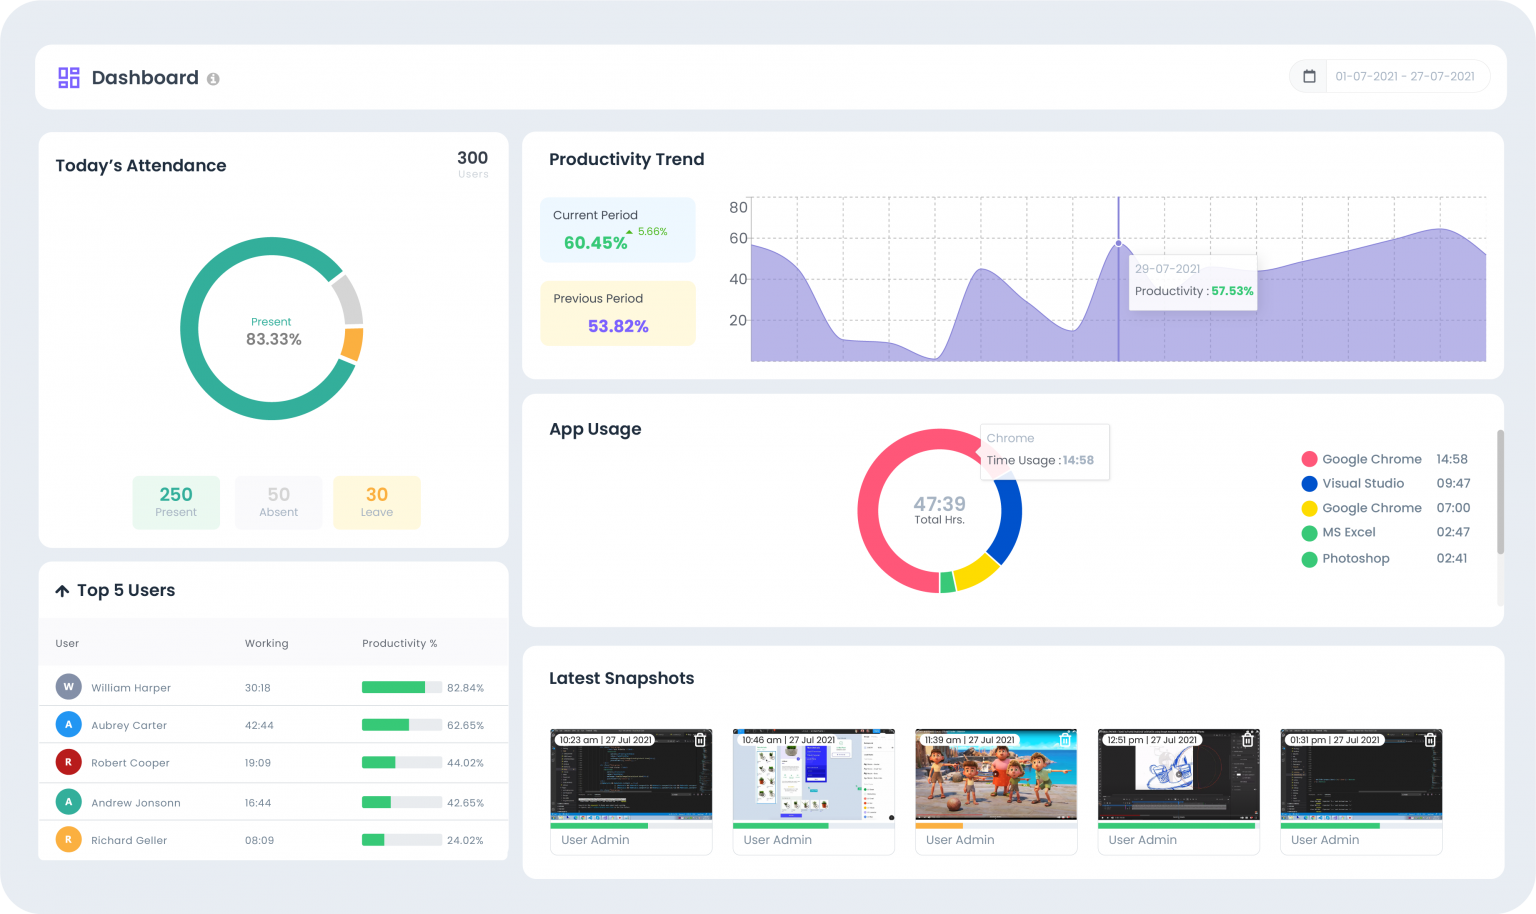 Dashboard
01-07-2021 - 27-07-2021
Today's Attendance
300
Users
Present
83.33%
250
Present
50
Absent
30
Leave
Top 5 Users
User Working Productivity %
W William Harper 30:18 82.84%
A Aubrey Carter 42:44 62.65%
R Robert Cooper 19:09 44.02%
A Andrew Jonsonn 16:44 42.65%
R Richard Geller 08:09 24.02%
Productivity Trend
Current Period
5.66%
60.45%
Previous Period
53.82%
80
60
40
20
29-07-2021
Productivity : 57.53%
App Usage
Chrome
Time Usage : 14:58
47:39
Total Hrs.
Google Chrome 14:58
Visual Studio 09:47
Google Chrome 07:00
MS Excel 02:47
Photoshop 02:41
Latest Snapshots
10:23 am | 27 Jul 2021
User Admin
10:46 am | 27 Jul 2021
User Admin
11:39 am | 27 Jul 2021
User Admin
12:51 pm | 27 Jul 2021
User Admin
01:31 pm | 27 Jul 2021
User Admin